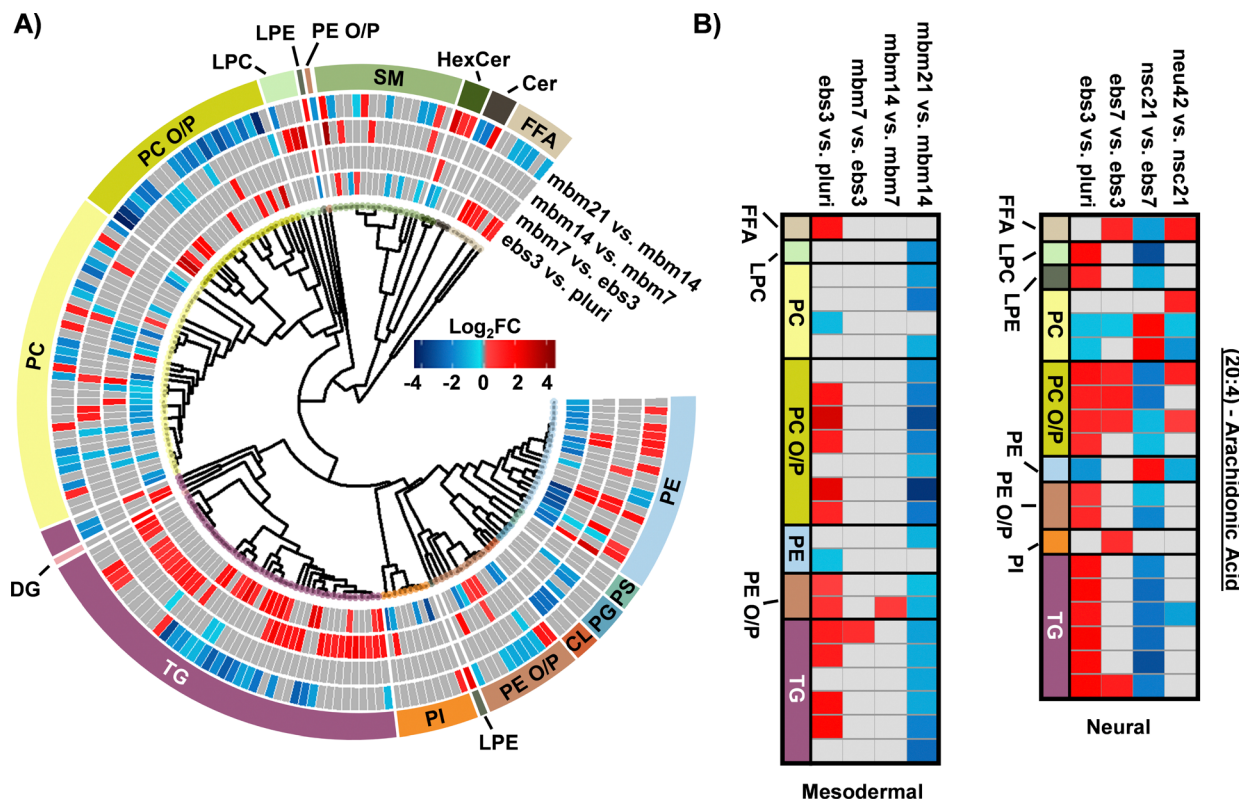 A)
LPC
LPE
PE O/P
SM
HexCer
Cer
FFA
PC O/P
PC
DG
TG
PI
LPE
PE O/P
CL
PG
PS
PE
mbm21 vs. mbm14
mbm14 vs. mbm7
mbm7 vs. ebs3
ebs3 vs. pluri
Log2FC
-4 -2 0 2 4
B)
ebs3 vs. pluri
mbm7 vs. ebs3
mbm14 vs. mbm7
mbm21 vs. mbm14
FFA
LPC
PC
PC O/P
PE
PE O/P
TG
Mesodermal
ebs3 vs. pluri
ebs7 vs. ebs3
nsc21 vs. ebs7
neu42 vs. nsc21
FFA
LPC
LPE
PC
PC O/P
PE
PE O/P
PI
TG
Neural
(20:4) - Arachidonic Acid